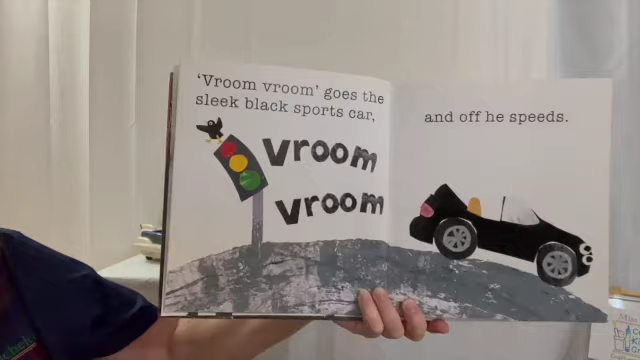 'Vroom vroom' goes the
sleek black sports car,
vroom
vroom
and off he speeds.